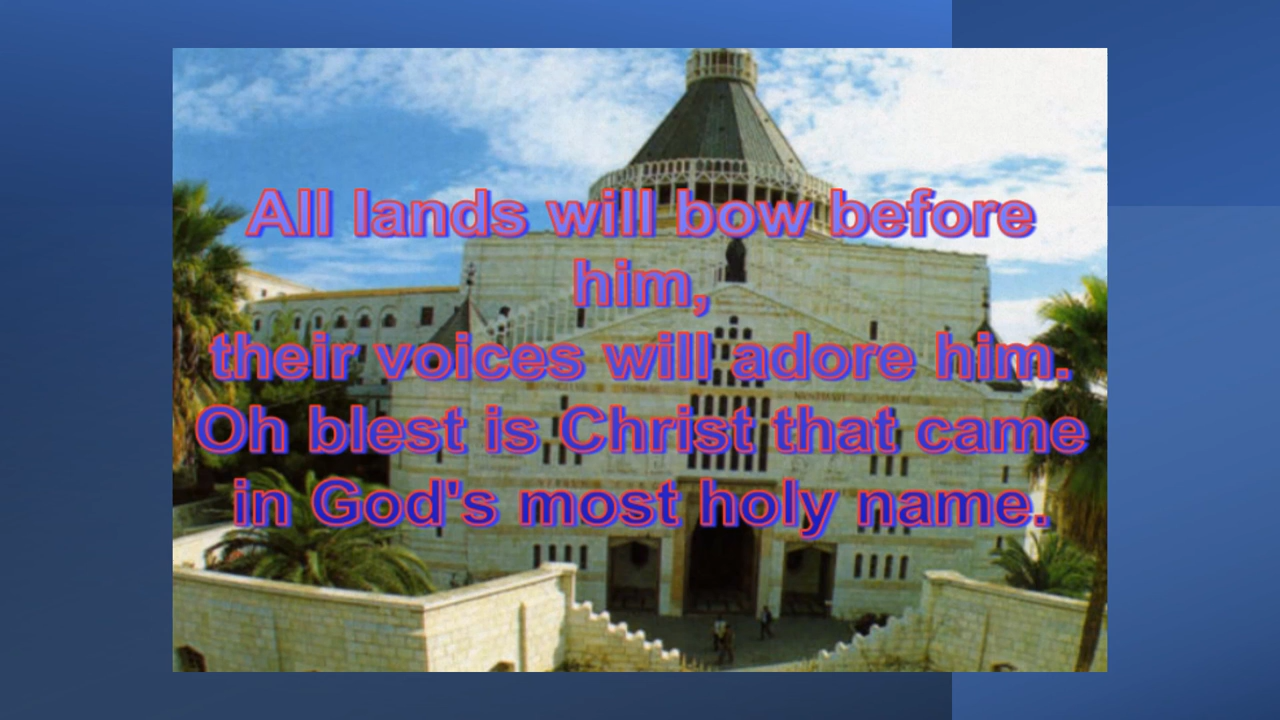 All lands will bow before
him,
their voices will adore him.
Oh blest is Christ that came
in God's most holy name.